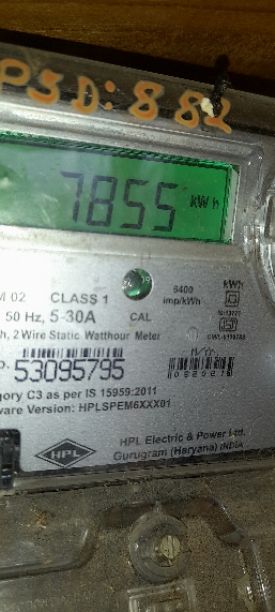 PSD:882
7855 kWh
M 02 CLASS 1 6400 kWh
50 Hz, 5-30A CAL imp/kWh
h, 2 Wire Static Watthour Meter
53095795
gory C3 as per IS 15959:2011
ware Version: HPLSPEM6XXX01
HPL HPL Electric & Power Ltd.
Gurugram (Haryana) INDIA